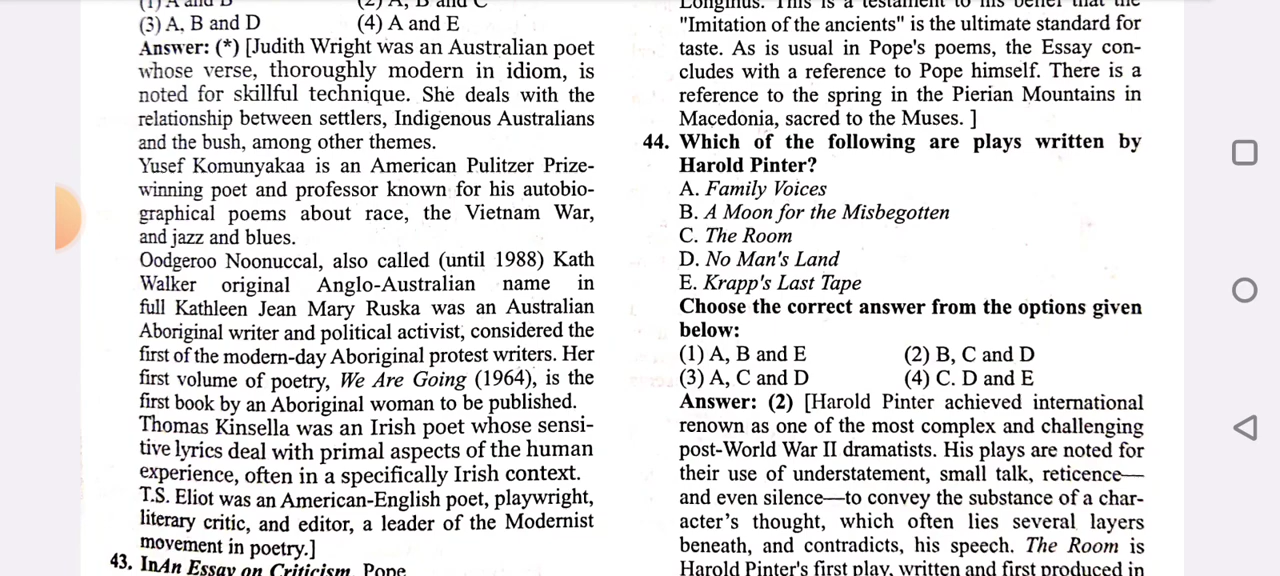 (1) A and D (2) A, B and C
(3) A, B and D (4) A and E
Answer: (*) [Judith Wright was an Australian poet
whose verse, thoroughly modern in idiom, is
noted for skillful technique. She deals with the
relationship between settlers, Indigenous Australians
and the bush, among other themes.
Yusef Komunyakaa is an American Pulitzer Prize-
winning poet and professor known for his autobio-
graphical poems about race, the Vietnam War,
and jazz and blues.
Oodgeroo Noonuccal, also called (until 1988) Kath
Walker original Anglo-Australian name in
full Kathleen Jean Mary Ruska was an Australian
Aboriginal writer and political activist, considered the
first of the modern-day Aboriginal protest writers. Her
first volume of poetry, We Are Going (1964), is the
first book by an Aboriginal woman to be published.
Thomas Kinsella was an Irish poet whose sensi-
tive lyrics deal with primal aspects of the human
experience, often in a specifically Irish context.
T.S. Eliot was an American-English poet, playwright,
literary critic, and editor, a leader of the Modernist
movement in poetry.]
43. InAn Essay on Criticism, Pope
Longinus. This is a testament to his belief that the
"Imitation of the ancients" is the ultimate standard for
taste. As is usual in Pope's poems, the Essay con-
cludes with a reference to Pope himself. There is a
reference to the spring in the Pierian Mountains in
Macedonia, sacred to the Muses. ]
44. Which of the following are plays written by
Harold Pinter?
A. Family Voices
B. A Moon for the Misbegotten
C. The Room
D. No Man's Land
E. Krapp's Last Tape
Choose the correct answer from the options given
below:
(1) A, B and E (2) B, C and D
(3) A, C and D (4) C. D and E
Answer: (2) [Harold Pinter achieved international
renown as one of the most complex and challenging
post-World War II dramatists. His plays are noted for
their use of understatement, small talk, reticence—
and even silence—to convey the substance of a char-
acter's thought, which often lies several layers
beneath, and contradicts, his speech. The Room is
Harold Pinter's first play, written and first produced in